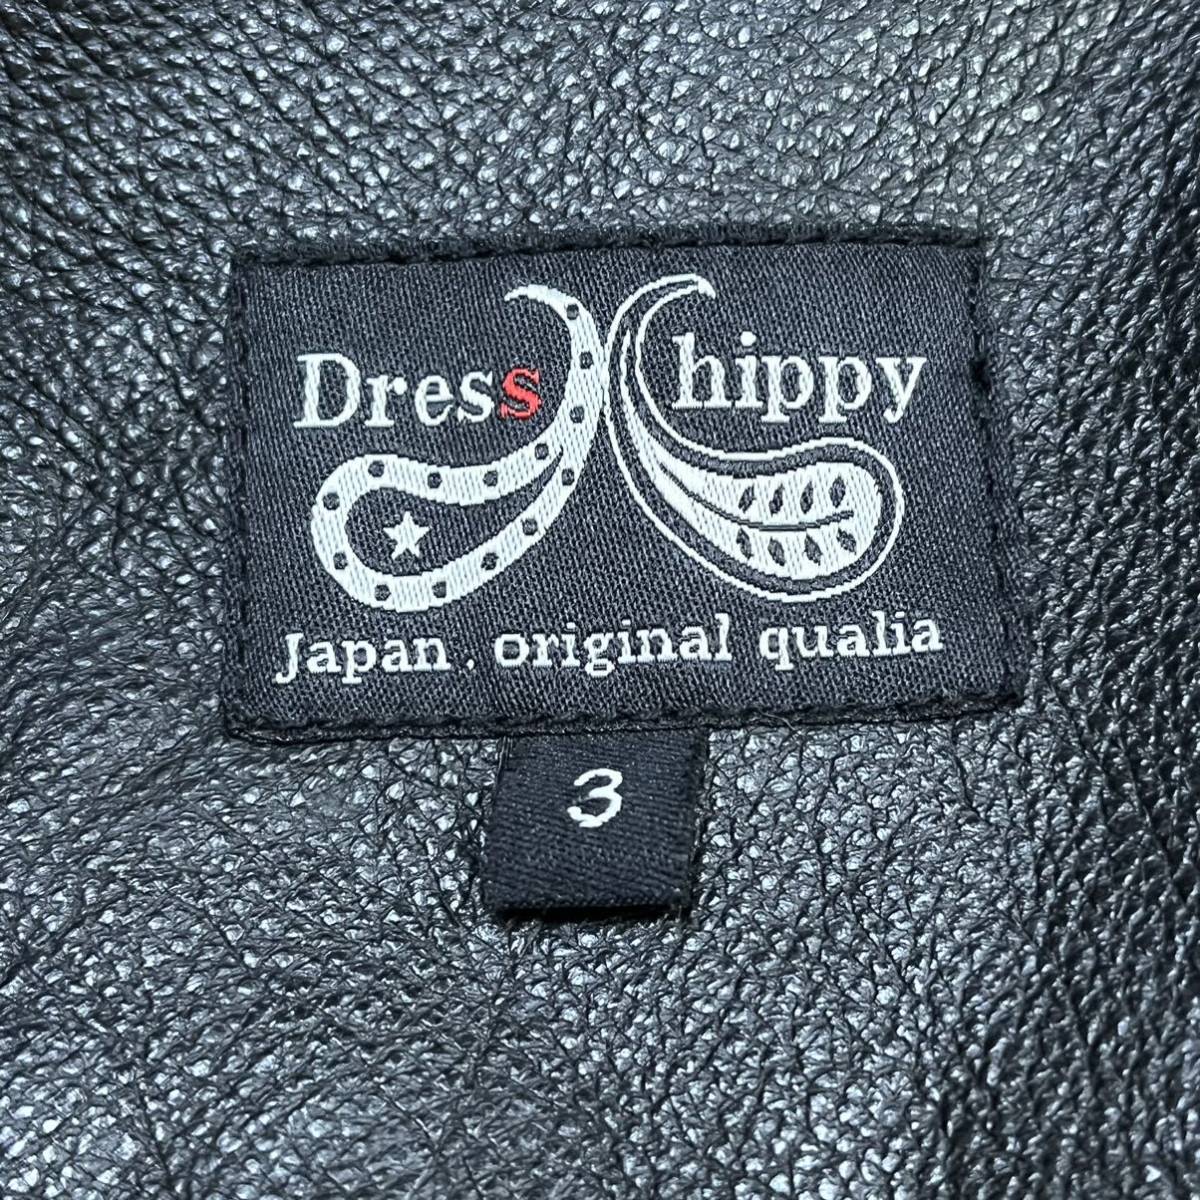 Dress hippy
Japan. original qualia
3